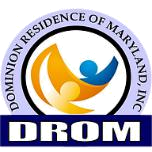 DOMINION RESIDENCE OF MARYLAND, INC
DROM